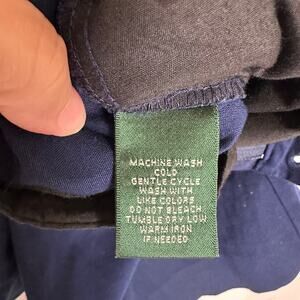 MACHINE WASH
COLD
GENTLE CYCLE
WASH WITH
LIKE COLORS
DO NOT BLEACH
TUMBLE DRY LOW
WARM IRON
IF NEEDED